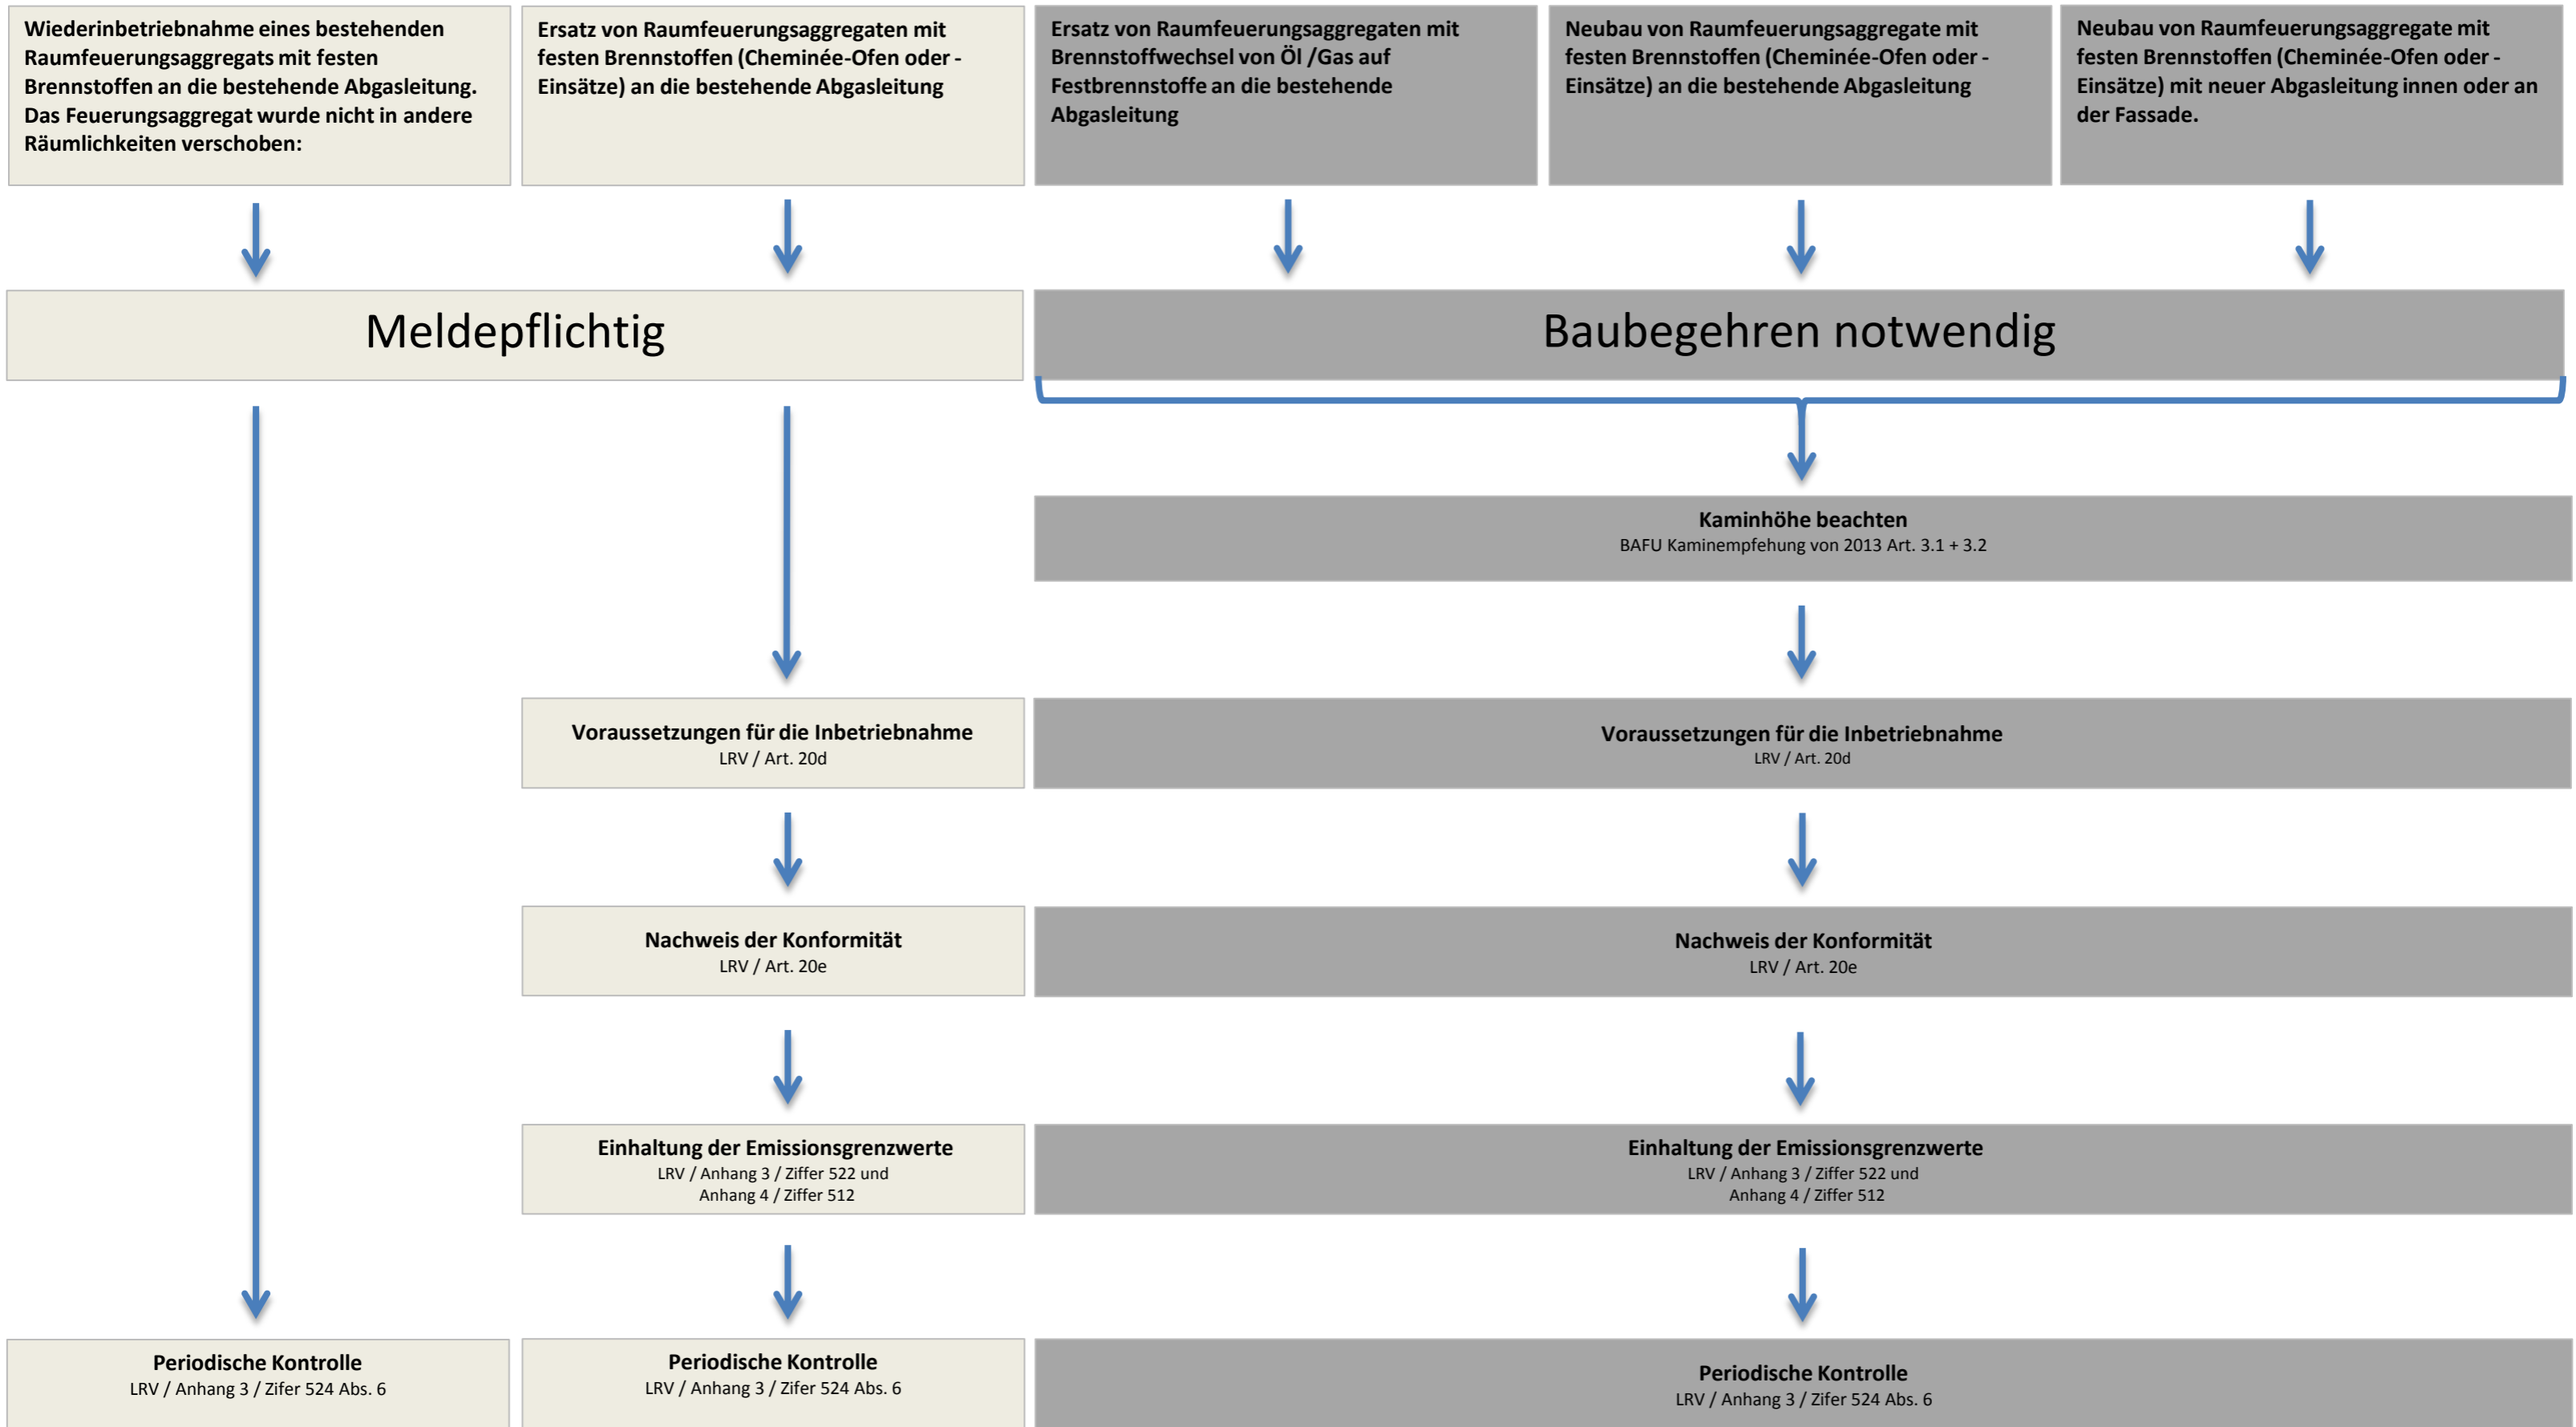 Wiederinbetriebnahme eines bestehenden
Raumfeuerungsaggregats mit festen
Brennstoffen an die bestehende Abgasleitung.
Das Feuerungsaggregat wurde nicht in andere
Räumlichkeiten verschoben:
Ersatz von Raumfeuerungsaggregaten mit
festen Brennstoffen (Cheminée-Ofen oder -
Einsätze) an die bestehende Abgasleitung
Ersatz von Raumfeuerungsaggregaten mit
Brennstoffwechsel von Öl /Gas auf
Festbrennstoffe an die bestehende
Abgasleitung
Neubau von Raumfeuerungsaggregate mit
festen Brennstoffen (Cheminée-Ofen oder -
Einsätze) an die bestehende Abgasleitung
Neubau von Raumfeuerungsaggregate mit
festen Brennstoffen (Cheminée-Ofen oder -
Einsätze) mit neuer Abgasleitung innen oder an
der Fassade.
Meldepflichtig
Baubegehren notwendig
Kaminhöhe beachten
BAFU Kaminempfehung von 2013 Art. 3.1 + 3.2
Voraussetzungen für die Inbetriebnahme
LRV / Art. 20d
Voraussetzungen für die Inbetriebnahme
LRV / Art. 20d
Nachweis der Konformität
LRV / Art. 20e
Nachweis der Konformität
LRV / Art. 20e
Einhaltung der Emissionsgrenzwerte
LRV / Anhang 3 / Ziffer 522 und
Anhang 4 / Ziffer 512
Einhaltung der Emissionsgrenzwerte
LRV / Anhang 3 / Ziffer 522 und
Anhang 4 / Ziffer 512
Periodische Kontrolle
LRV / Anhang 3 / Zifer 524 Abs. 6
Periodische Kontrolle
LRV / Anhang 3 / Zifer 524 Abs. 6
Periodische Kontrolle
LRV / Anhang 3 / Zifer 524 Abs. 6